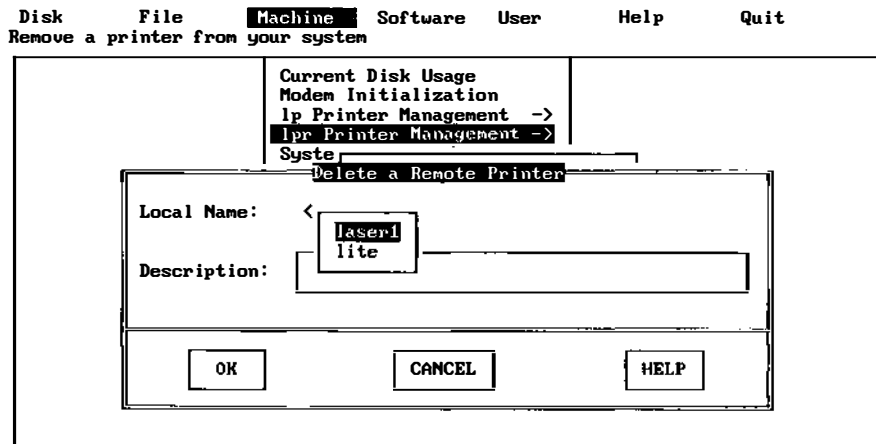 Disk File Machine Software User Help Quit
Remove a printer from your system
Current Disk Usage
Modem Initialization
lp Printer Management ->
lpr Printer Management ->
Syste
Delete a Remote Printer
Local Name: <
laser1
lite
Description:
OK CANCEL HELP